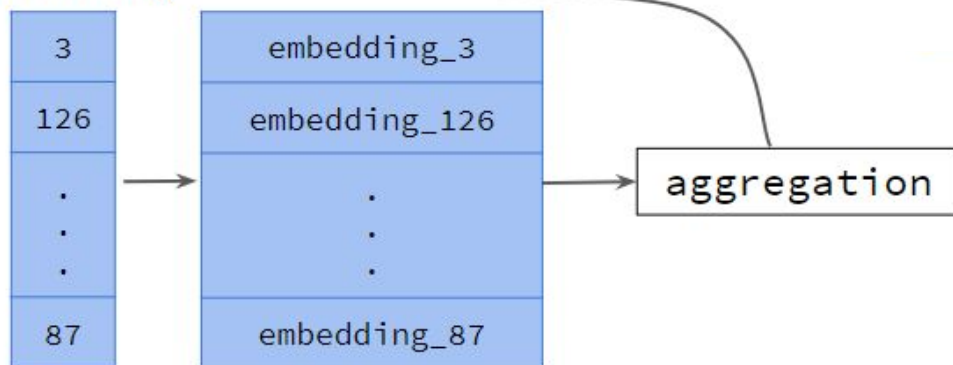 3 embedding_3
126 embedding_126
. .
. . aggregation
. .
87 embedding_87